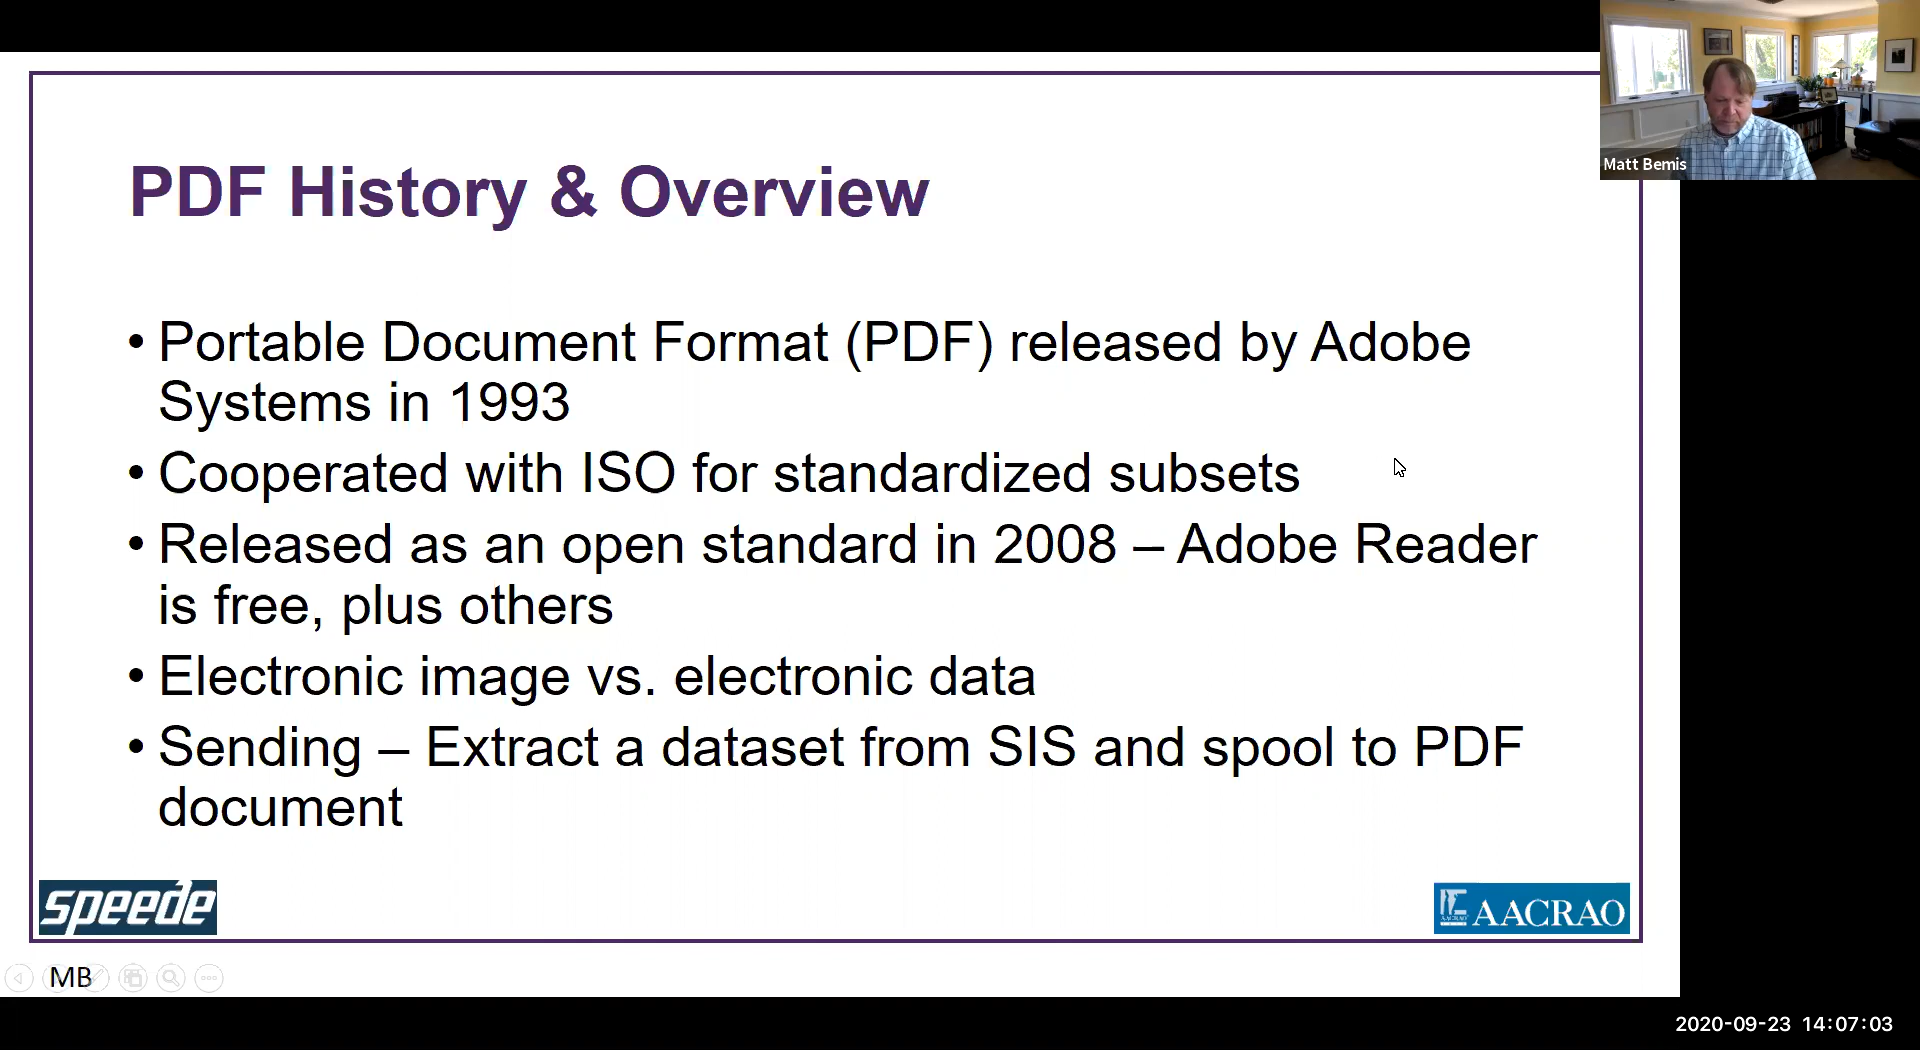 Matt Bemis
PDF History & Overview
• Portable Document Format (PDF) released by Adobe
Systems in 1993
• Cooperated with ISO for standardized subsets
• Released as an open standard in 2008 – Adobe Reader
is free, plus others
• Electronic image vs. electronic data
• Sending – Extract a dataset from SIS and spool to PDF
document
speede
AACRAO
MB
2020-09-23 14:07:03